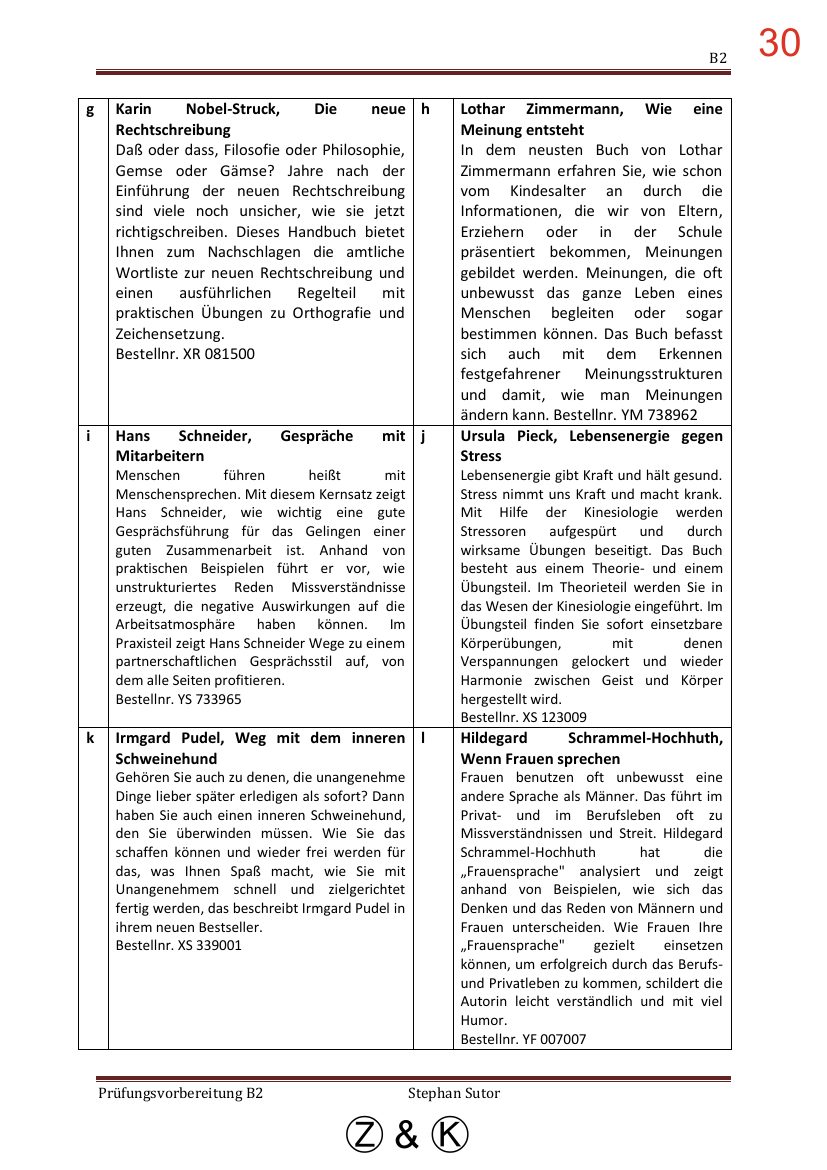 30
B2
g
Karin Nobel-Struck, Die neue
Rechtschreibung
Daß oder dass, Filosofie oder Philosophie,
Gemse oder Gämse? Jahre nach der
Einführung der neuen Rechtschreibung
sind viele noch unsicher, wie sie jetzt
richtigschreiben. Dieses Handbuch bietet
Ihnen zum Nachschlagen die amtliche
Wortliste zur neuen Rechtschreibung und
einen ausführlichen Regelteil mit
praktischen Übungen zu Orthografie und
Zeichensetzung.
Bestellnr. XR 081500
h
Lothar Zimmermann, Wie eine
Meinung entsteht
In dem neusten Buch von Lothar
Zimmermann erfahren Sie, wie schon
vom Kindesalter an durch die
Informationen, die wir von Eltern,
Erziehern oder in der Schule
präsentiert bekommen, Meinungen
gebildet werden. Meinungen, die oft
unbewusst das ganze Leben eines
Menschen begleiten oder sogar
bestimmen können. Das Buch befasst
sich auch mit dem Erkennen
festgefahrener Meinungsstrukturen
und damit, wie man Meinungen
ändern kann. Bestellnr. YM 738962
i
Hans Schneider, Gespräche mit
Mitarbeitern
Menschen führen heißt mit
Menschensprechen. Mit diesem Kernsatz zeigt
Hans Schneider, wie wichtig eine gute
Gesprächsführung für das Gelingen einer
guten Zusammenarbeit ist. Anhand von
praktischen Beispielen führt er vor, wie
unstrukturiertes Reden Missverständnisse
erzeugt, die negative Auswirkungen auf die
Arbeitsatmosphäre haben können. Im
Praxisteil zeigt Hans Schneider Wege zu einem
partnerschaftlichen Gesprächsstil auf, von
dem alle Seiten profitieren.
Bestellnr. YS 733965
j
Ursula Pieck, Lebensenergie gegen
Stress
Lebensenergie gibt Kraft und hält gesund.
Stress nimmt uns Kraft und macht krank.
Mit Hilfe der Kinesiologie werden
Stressoren aufgespürt und durch
wirksame Übungen beseitigt. Das Buch
besteht aus einem Theorie- und einem
Übungsteil. Im Theorieteil werden Sie in
das Wesen der Kinesiologie eingeführt. Im
Übungsteil finden Sie sofort einsetzbare
Körperübungen, mit denen
Verspannungen gelockert und wieder
Harmonie zwischen Geist und Körper
hergestellt wird.
Bestellnr. XS 123009
k
Irmgard Pudel, Weg mit dem inneren
Schweinehund
Gehören Sie auch zu denen, die unangenehme
Dinge lieber später erledigen als sofort? Dann
haben Sie auch einen inneren Schweinehund,
den Sie überwinden müssen. Wie Sie das
schaffen können und wieder frei werden für
das, was Ihnen Spaß macht, wie Sie mit
Unangenehmem schnell und zielgerichtet
fertig werden, das beschreibt Irmgard Pudel in
ihrem neuen Bestseller.
Bestellnr. XS 339001
l
Hildegard Schrammel-Hochhuth,
Wenn Frauen sprechen
Frauen benutzen oft unbewusst eine
andere Sprache als Männer. Das führt im
Privat- und im Berufsleben oft zu
Missverständnissen und Streit. Hildegard
Schrammel-Hochhuth hat die
„Frauensprache" analysiert und zeigt
anhand von Beispielen, wie sich das
Denken und das Reden von Männern und
Frauen unterscheiden. Wie Frauen Ihre
„Frauensprache" gezielt einsetzen
können, um erfolgreich durch das Berufs-
und Privatleben zu kommen, schildert die
Autorin leicht verständlich und mit viel
Humor.
Bestellnr. YF 007007
Prüfungsvorbereitung B2 Stephan Sutor
Z & K